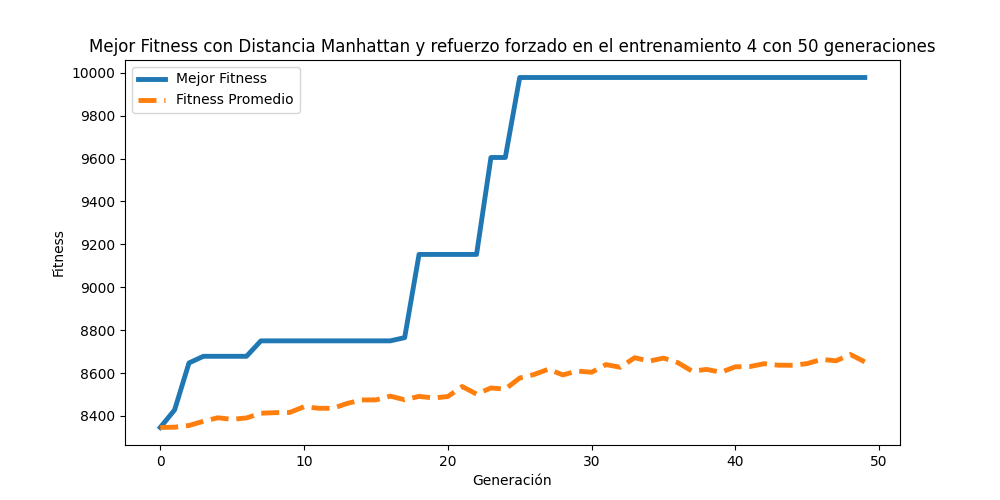 Mejor Fitness con Distancia Manhattan y refuerzo forzado en el entrenamiento 4 con 50 generaciones
10000
9800
9600
9400
9200
9000
8800
8600
8400
Fitness
Mejor Fitness
Fitness Promedio
0 10 20 30 40 50
Generación